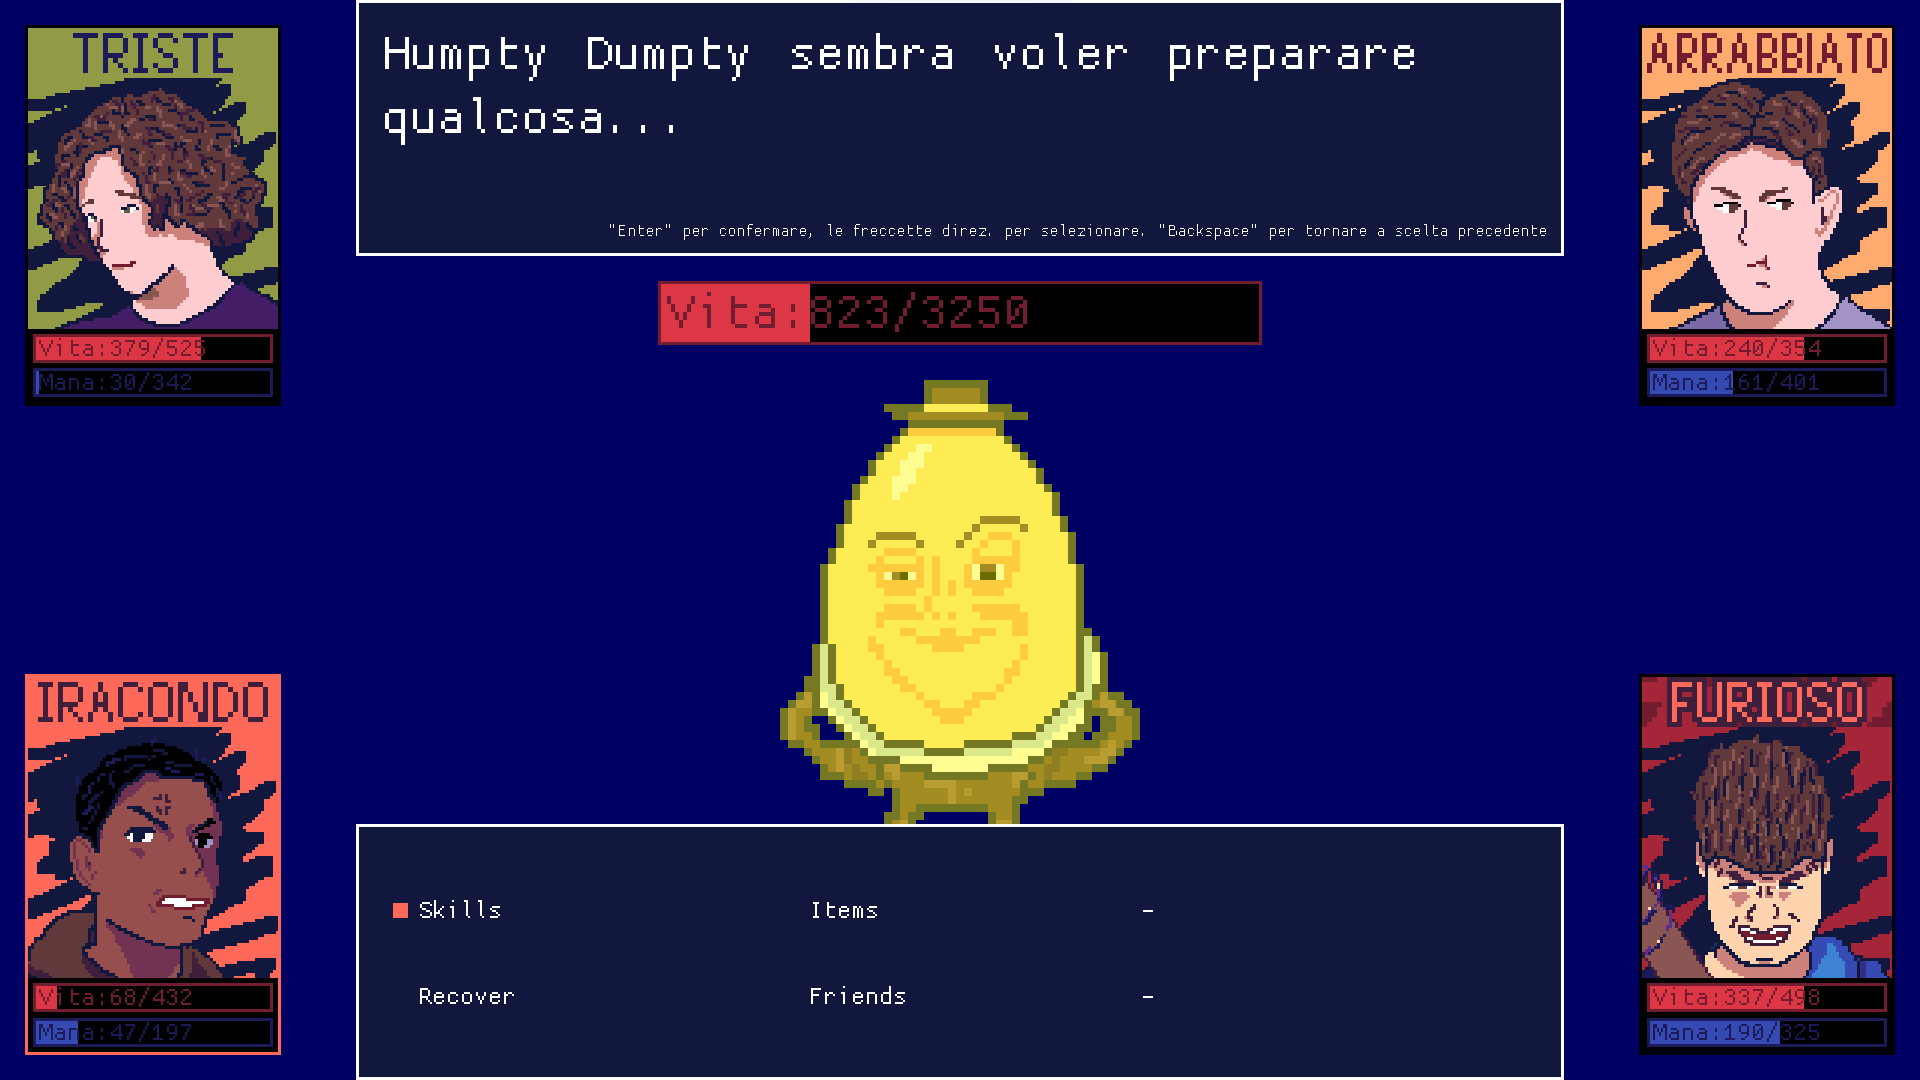 TRISTE
Vita:379/525
Mana:30/342
Humpty Dumpty sembra voler preparare
qualcosa...
"Enter" per confermare, le freccette direz. per selezionare. "Backspace" per tornare a scelta precedente
Vita:823/3250
ARRABBIATO
Vita:240/354
Mana:161/401
IRACONDO
Vita:68/432
Mana:47/197
Skills Items -
Recover Friends -
FURIOSO
Vita:337/498
Mana:190/325